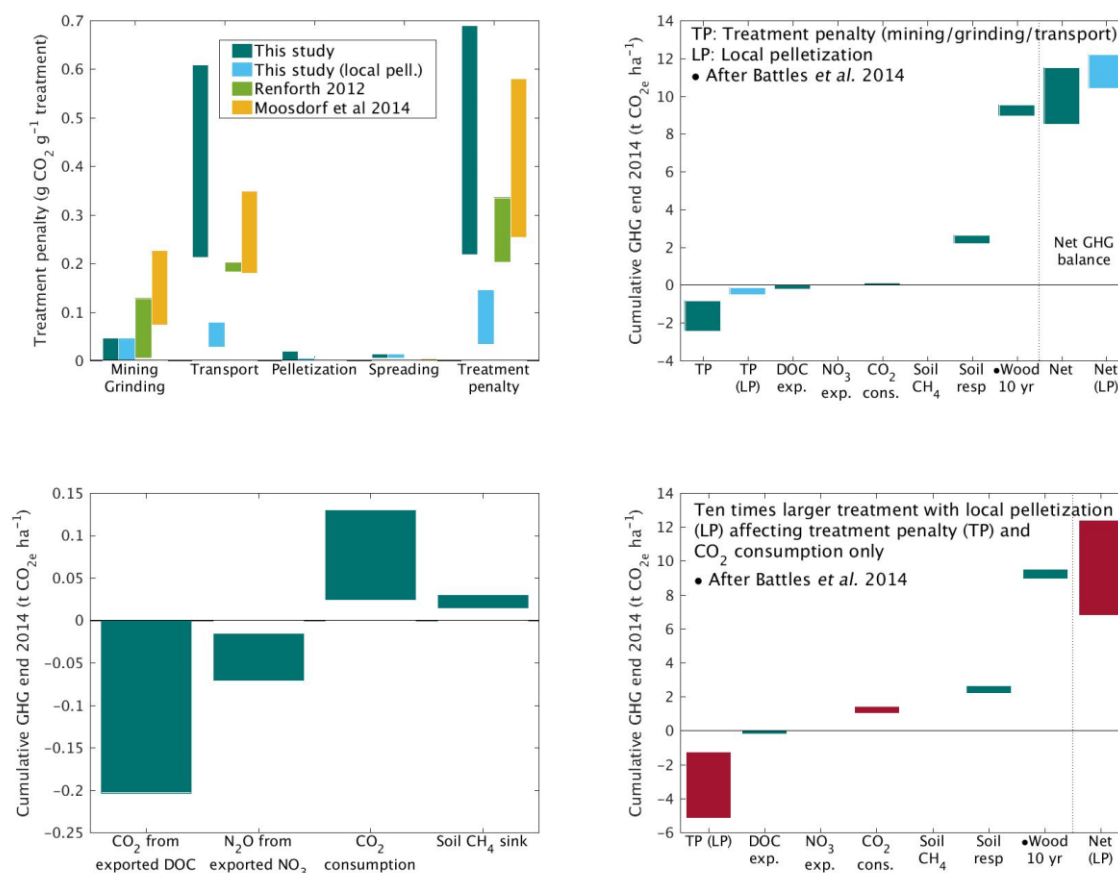 Treatment penalty (g CO₂ g⁻¹ treatment)
0.7
0.6
0.5
0.4
0.3
0.2
0.1
0
This study
This study (local pell.)
Renforth 2012
Moosdorf et al 2014
Mining Transport Pelletization Spreading Treatment
Grinding penalty
Cumulative GHG end 2014 (t CO₂ₑ ha⁻¹)
14
12
10
8
6
4
2
0
−2
−4
TP: Treatment penalty (mining/grinding/transport)
LP: Local pelletization
• After Battles et al. 2014
Net GHG
balance
TP TP DOC NO₃ CO₂ Soil Soil •Wood Net Net
(LP) exp. exp. cons. CH₄ resp 10 yr (LP)
Cumulative GHG end 2014 (t CO₂ₑ ha⁻¹)
0.15
0.1
0.05
0
−0.05
−0.1
−0.15
−0.2
−0.25
CO₂ from N₂O from CO₂ Soil CH₄ sink
exported DOC exported NO₃ consumption
Cumulative GHG end 2014 (t CO₂ₑ ha⁻¹)
14
12
10
8
6
4
2
0
−2
−4
−6
Ten times larger treatment with local pelletization
(LP) affecting treatment penalty (TP) and
CO₂ consumption only
• After Battles et al. 2014
TP (LP) DOC NO₃ CO₂ Soil Soil •Wood Net
exp. exp. cons. CH₄ resp 10 yr (LP)